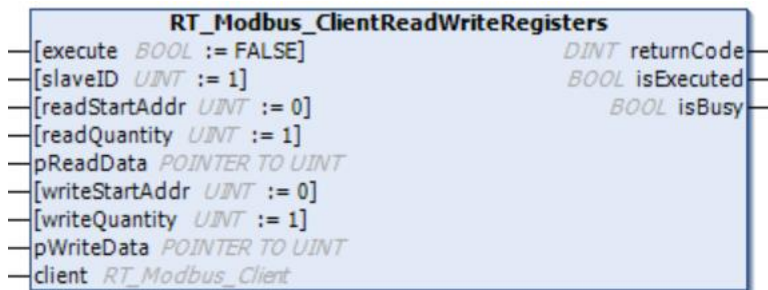 RT_Modbus_ClientReadWriteRegisters
[execute BOOL := FALSE] DINT returnCode
[slaveID UINT := 1] BOOL isExecuted
[readStartAddr UINT := 0] BOOL isBusy
[readQuantity UINT := 1]
pReadData POINTER TO UINT
[writeStartAddr UINT := 0]
[writeQuantity UINT := 1]
pWriteData POINTER TO UINT
client RT_Modbus_Client